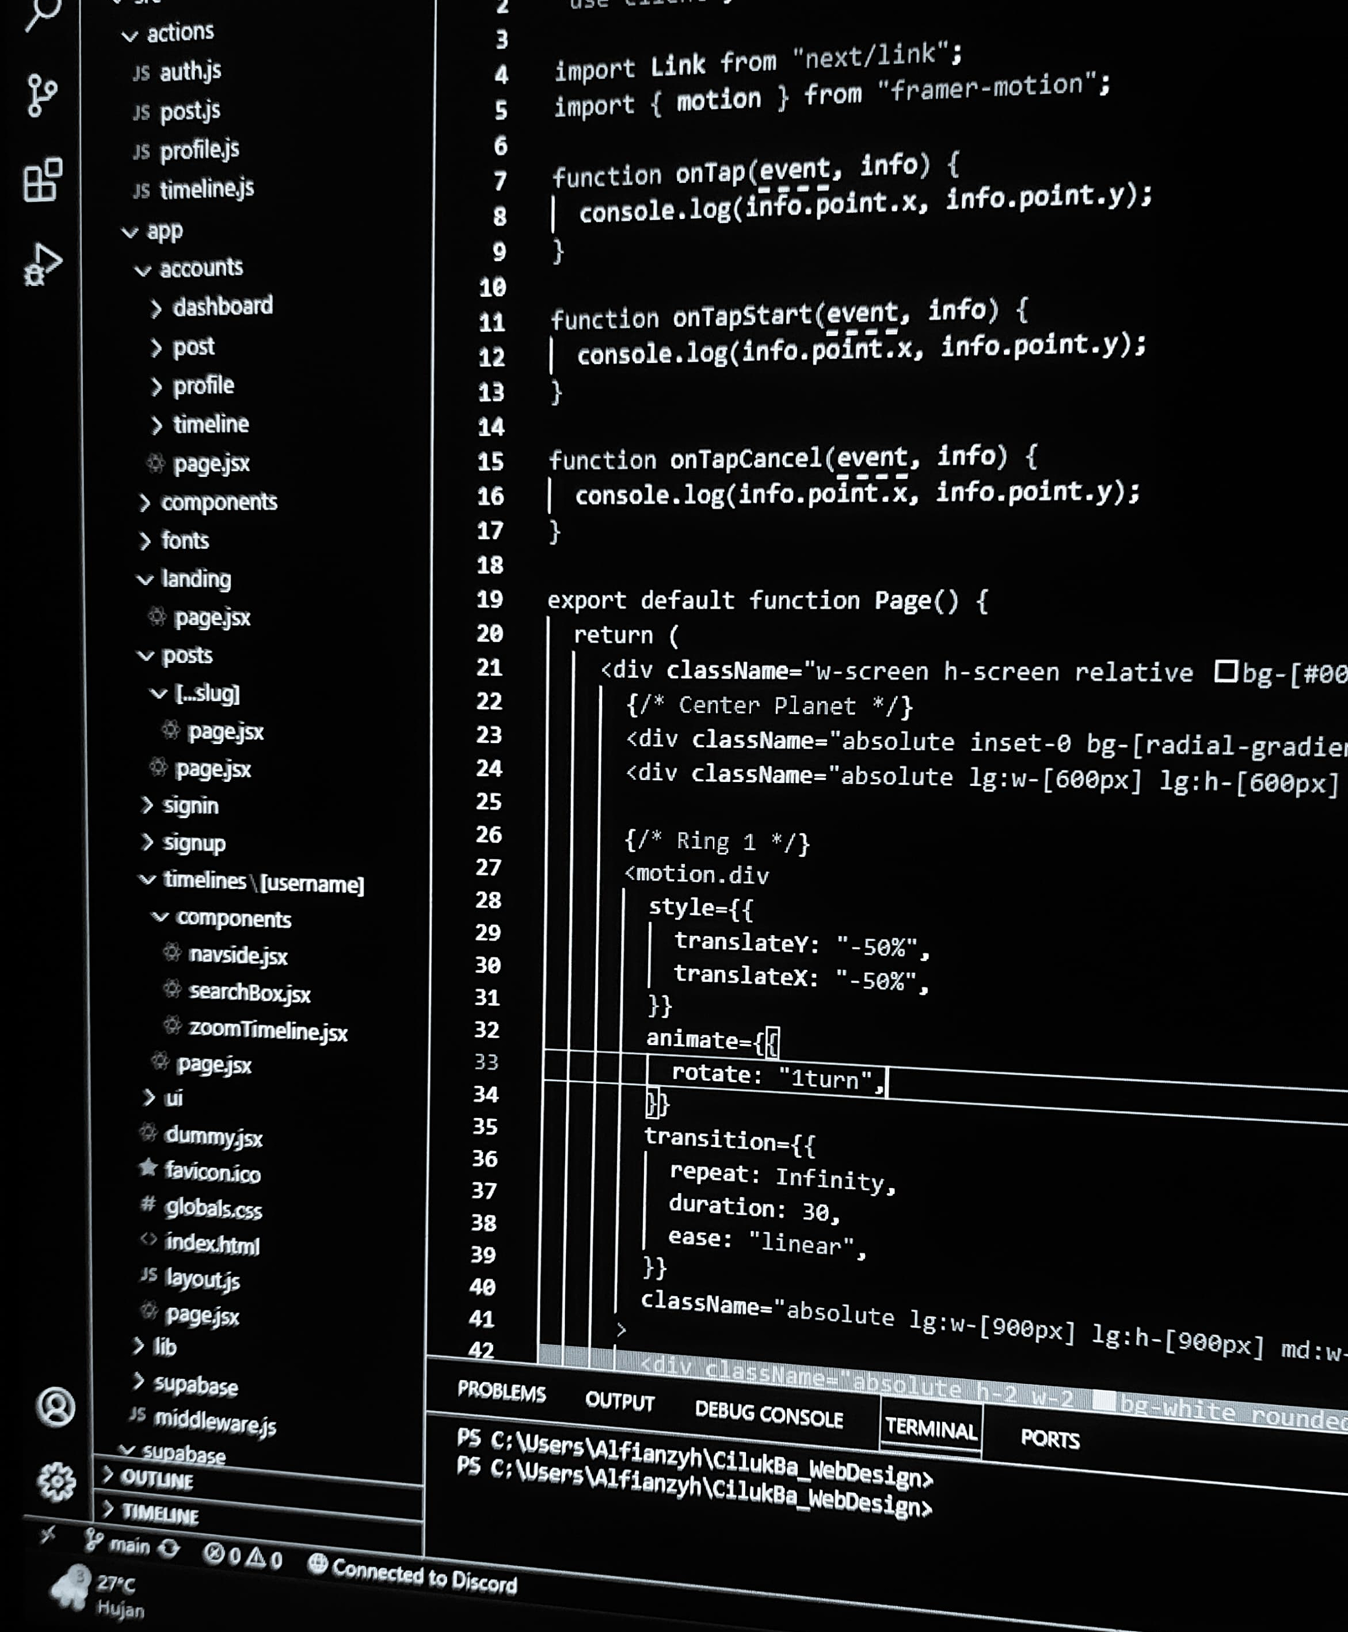 actions
JS auth.js
JS post.js
JS profile.js
JS timeline.js
app
accounts
dashboard
post
profile
timeline
page.jsx
components
fonts
landing
page.jsx
posts
[...slug]
page.jsx
page.jsx
signin
signup
timelines\[username]
components
navside.jsx
searchBox.jsx
zoomTimeline.jsx
page.jsx
ui
dummy.jsx
favicon.ico
# globals.css
<> index.html
JS layout.js
page.jsx
lib
supabase
JS middleware.js
supabase
OUTLINE
TIMELINE
2
3
4 import Link from "next/link";
5 import { motion } from "framer-motion";
6
7 function onTap(event, info) {
8 console.log(info.point.x, info.point.y);
9 }
10
11 function onTapStart(event, info) {
12 console.log(info.point.x, info.point.y);
13 }
14
15 function onTapCancel(event, info) {
16 console.log(info.point.x, info.point.y);
17 }
18
19 export default function Page() {
20 return (
21 <div className="w-screen h-screen relative bg-[#00
22 {/* Center Planet */}
23 <div className="absolute inset-0 bg-[radial-gradien
24 <div className="absolute lg:w-[600px] lg:h-[600px]
25
26 {/* Ring 1 */}
27 <motion.div
28 style={{
29 translateY: "-50%",
30 translateX: "-50%",
31 }}
32 animate={{
33 rotate: "1turn",
34 }}
35 transition={{
36 repeat: Infinity,
37 duration: 30,
38 ease: "linear",
39 }}
40 className="absolute lg:w-[900px] lg:h-[900px] md:w-
41 >
42 <div className="absolute h-2 w-2 bg-white rounded
PROBLEMS OUTPUT DEBUG CONSOLE TERMINAL PORTS
PS C:\Users\Alfianzyh\CilukBa_WebDesign>
PS C:\Users\Alfianzyh\CilukBa_WebDesign>
main 0 0 Connected to Discord
3
27°C
Hujan